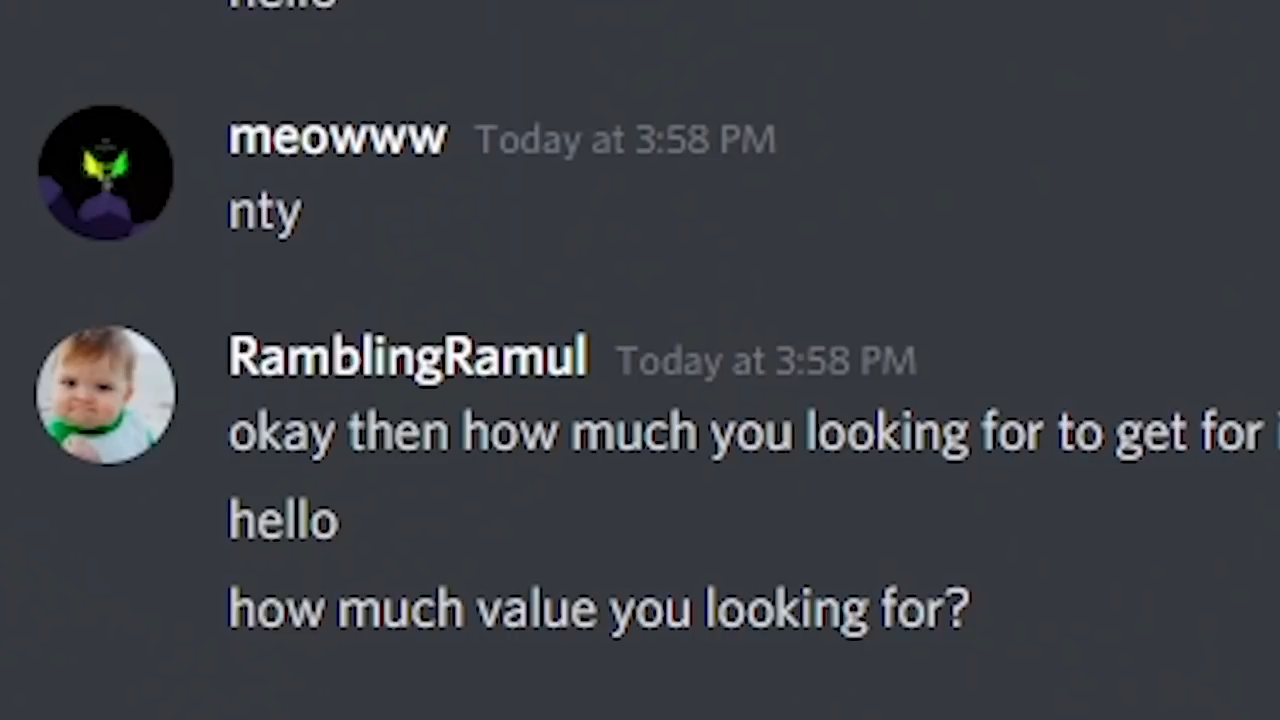 hello
meowww Today at 3:58 PM
nty
RamblingRamul Today at 3:58 PM
okay then how much you looking for to get for
hello
how much value you looking for?